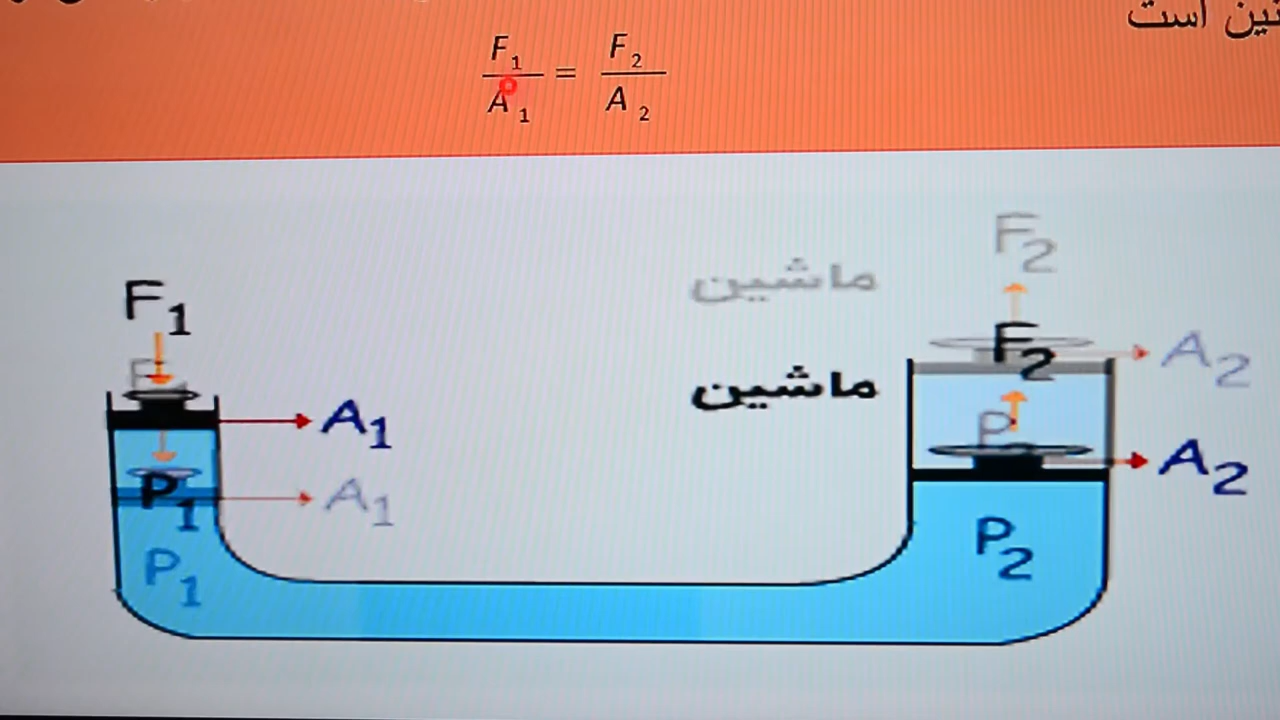 نین است
F1/A1 = F2/A2
F2
ماشین
F1
F2
A2
ماشین
A1
P
A2
P1
A1
P2
P1